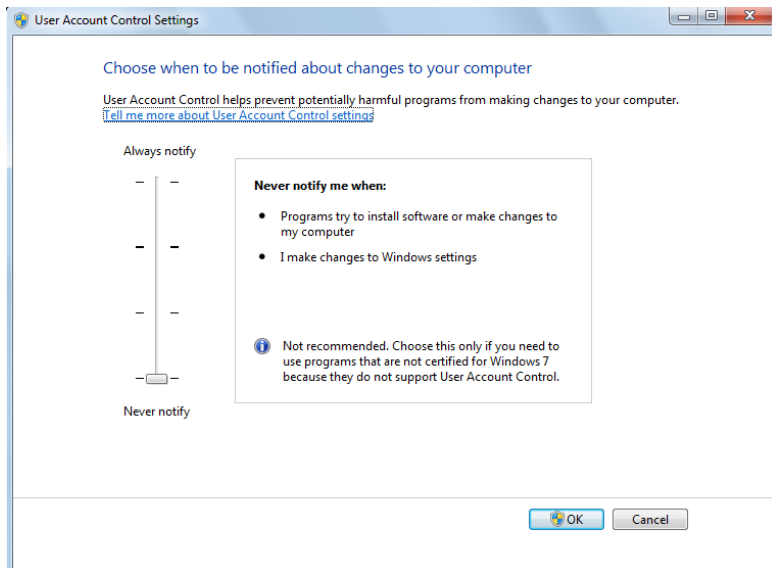 User Account Control Settings
Choose when to be notified about changes to your computer
User Account Control helps prevent potentially harmful programs from making changes to your computer.
Tell me more about User Account Control settings
Always notify
Never notify me when:
• Programs try to install software or make changes to
my computer
• I make changes to Windows settings
Not recommended. Choose this only if you need to
use programs that are not certified for Windows 7
because they do not support User Account Control.
Never notify
OK
Cancel